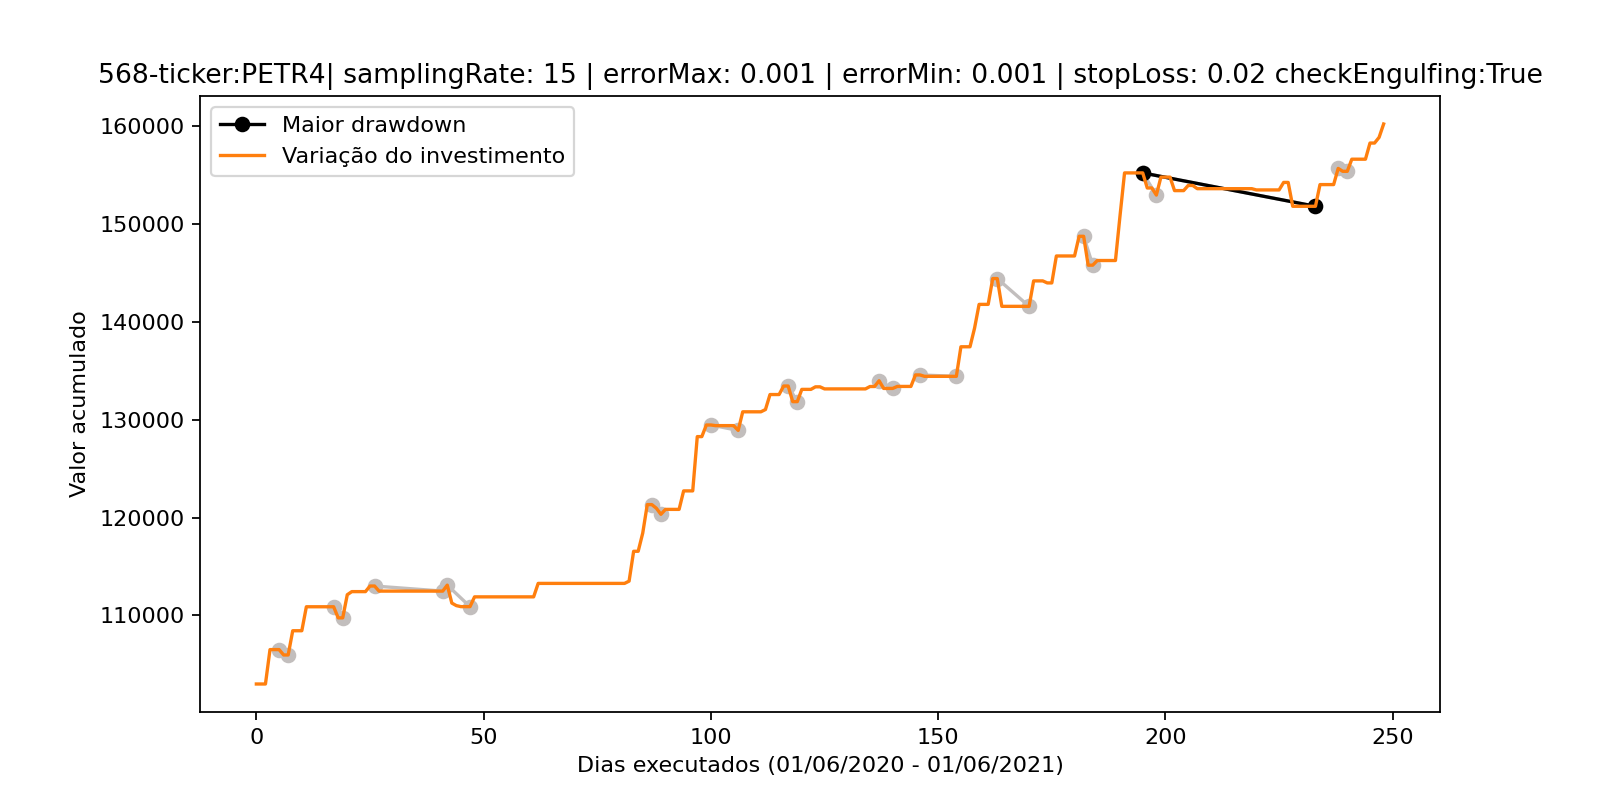 568-ticker:PETR4| samplingRate: 15 | errorMax: 0.001 | errorMin: 0.001 | stopLoss: 0.02 checkEngulfing:True
Maior drawdown
Variação do investimento
Valor acumulado
160000
150000
140000
130000
120000
110000
0 50 100 150 200 250
Dias executados (01/06/2020 - 01/06/2021)